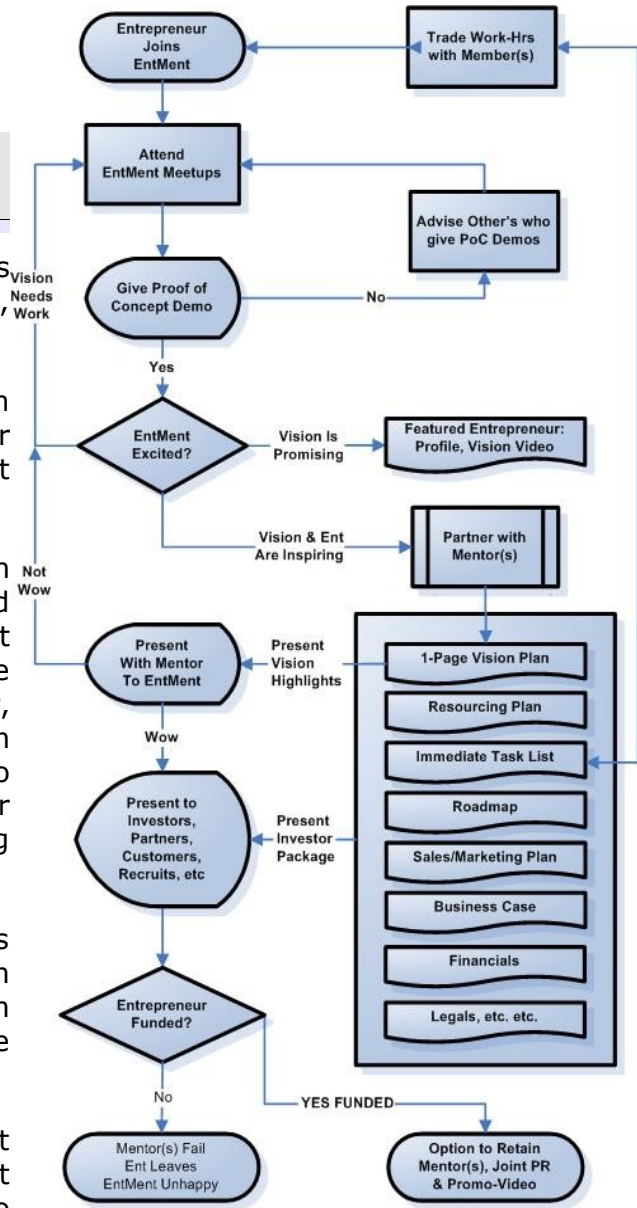 Entrepreneur
Joins
EntMent
Trade Work-Hrs
with Member(s)
Attend
EntMent Meetups
Advise Other's who
give PoC Demos
Vision
Needs
Work
Give Proof of
Concept Demo
No
Yes
EntMent
Excited?
Vision Is
Promising
Featured Entrepreneur:
Profile, Vision Video
Vision & Ent
Are Inspiring
Partner with
Mentor(s)
Not
Wow
Present
With Mentor
To EntMent
Present
Vision
Highlights
1-Page Vision Plan
Resourcing Plan
Immediate Task List
Roadmap
Sales/Marketing Plan
Business Case
Financials
Legals, etc. etc.
Wow
Present to
Investors,
Partners,
Customers,
Recruits, etc
Present
Investor
Package
Entrepreneur
Funded?
No
YES FUNDED
Mentor(s) Fail
Ent Leaves
EntMent Unhappy
Option to Retain
Mentor(s), Joint PR
& Promo-Video